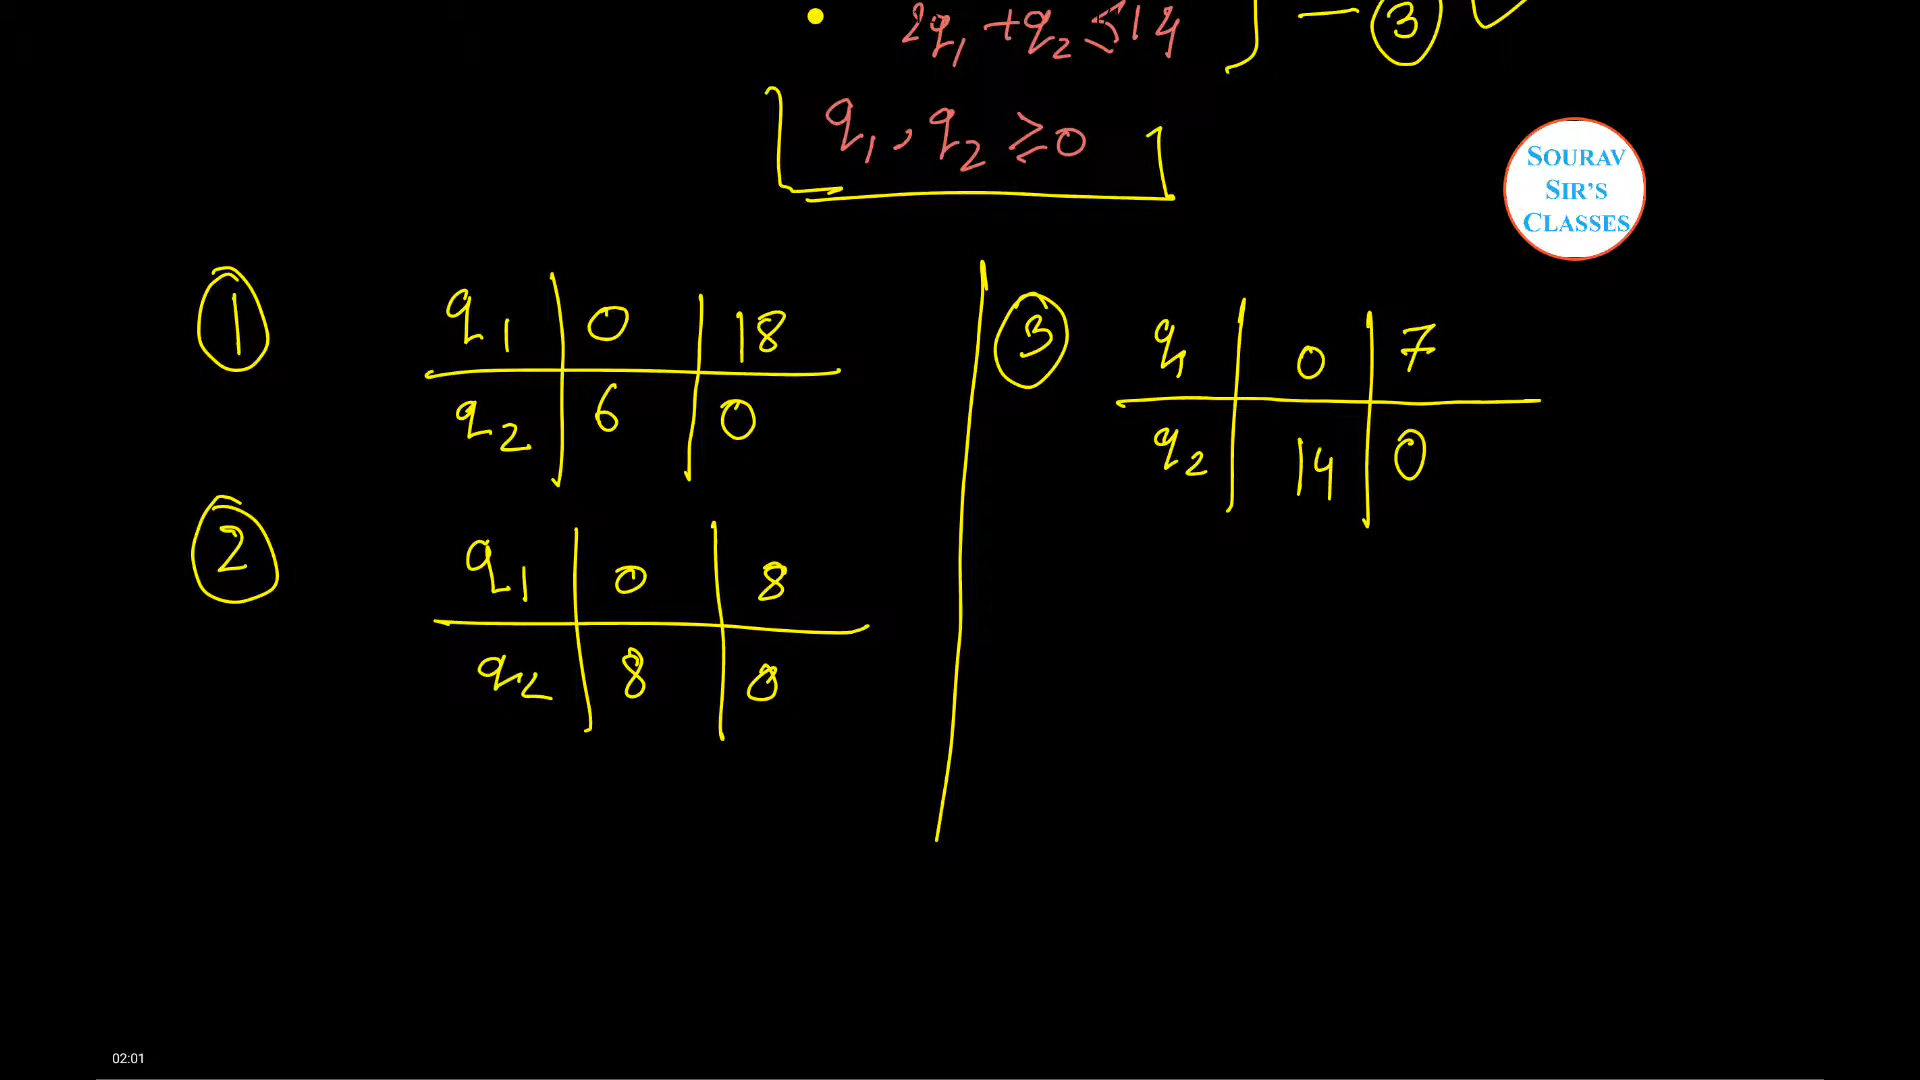 2q₁ + q₂ ≤ 14 } — ③
q₁, q₂ ≥ 0
SOURAV
SIR'S
CLASSES
① q₁ | 0 | 18
q₂ | 6 | 0
② q₁ | 0 | 8
q₂ | 8 | 0
③ q₁ | 0 | 7
q₂ | 14 | 0
02:01